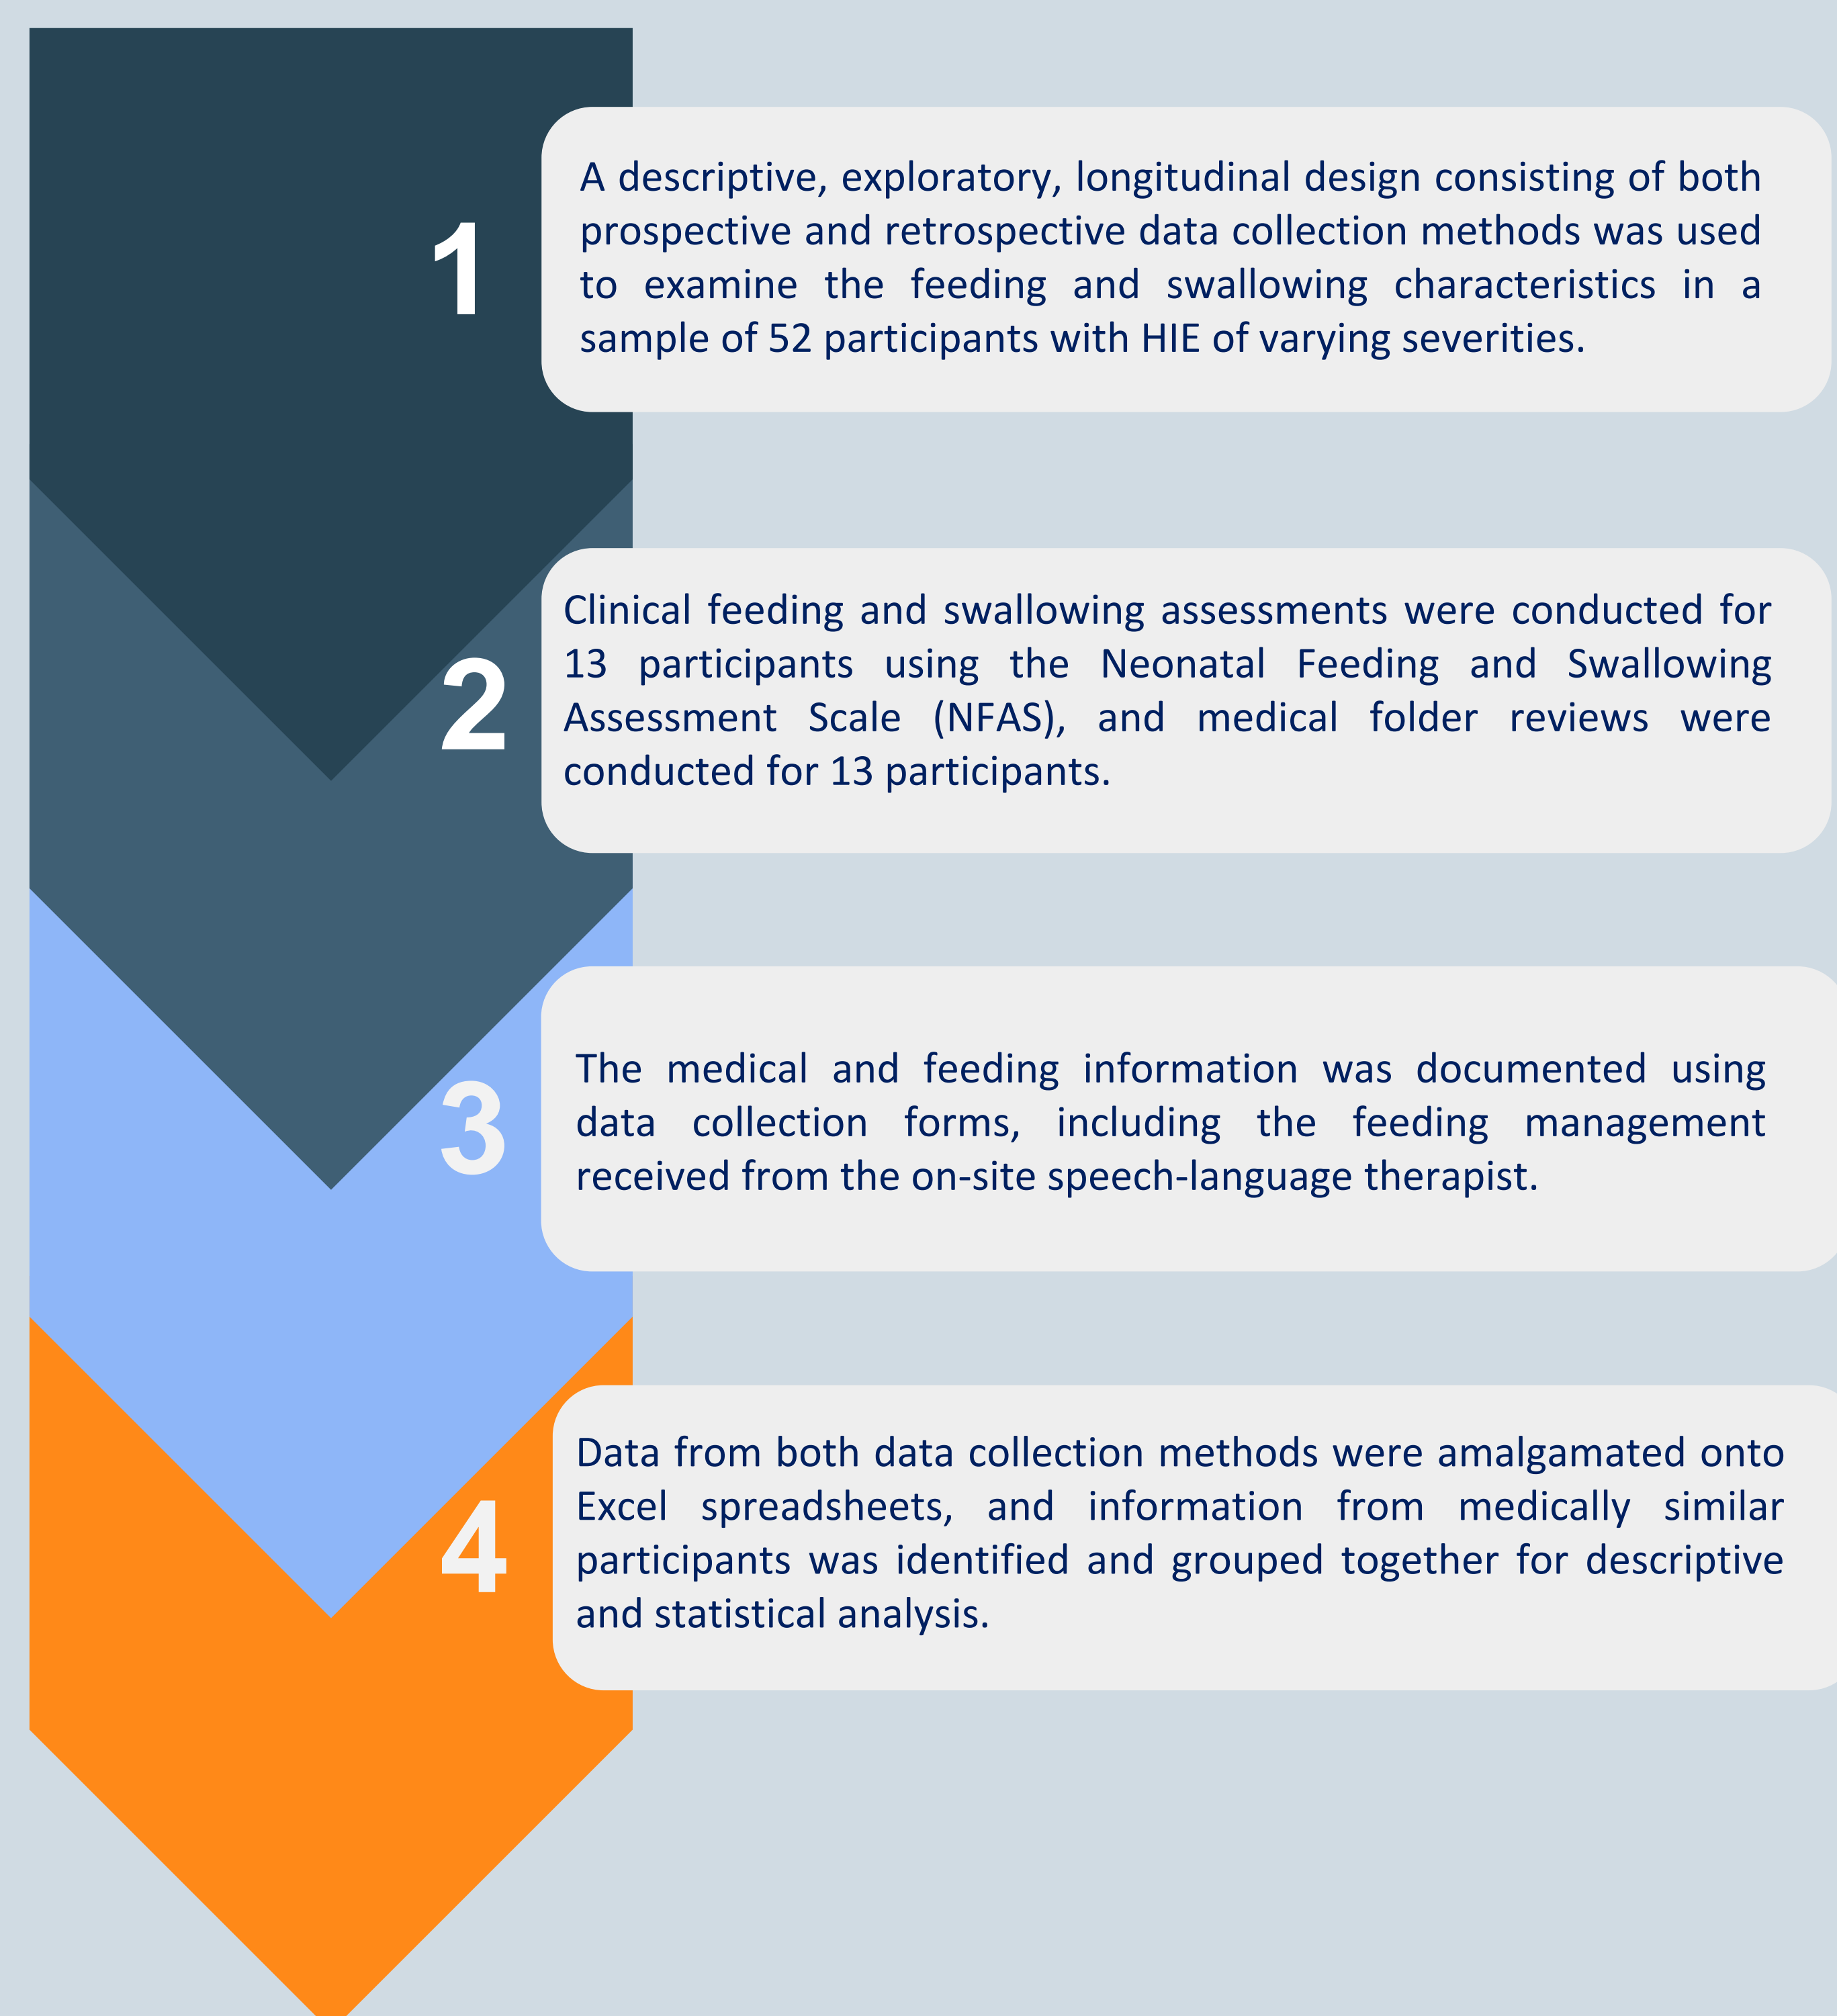 1
A descriptive, exploratory, longitudinal design consisting of both
prospective and retrospective data collection methods was used
to examine the feeding and swallowing characteristics in a
sample of 52 participants with HIE of varying severities.
2
Clinical feeding and swallowing assessments were conducted for
13 participants using the Neonatal Feeding and Swallowing
Assessment Scale (NFAS), and medical folder reviews were
conducted for 13 participants.
3
The medical and feeding information was documented using
data collection forms, including the feeding management
received from the on-site speech-language therapist.
4
Data from both data collection methods were amalgamated onto
Excel spreadsheets, and information from medically similar
participants was identified and grouped together for descriptive
and statistical analysis.